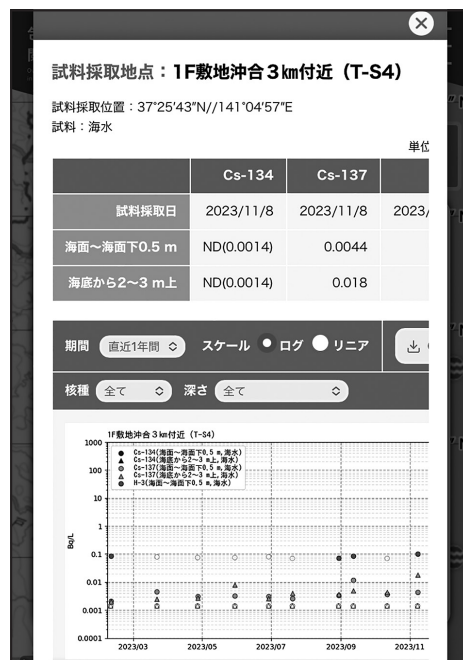 試料採取地点：1F敷地沖合３㎞付近（T-S4）
試料採取位置：37°25′43″N//141°04′57″E
試料：海水
単位
Cs-134 Cs-137
試料採取日 2023/11/8 2023/11/8 2023/
海面〜海面下0.5 m ND(0.0014) 0.0044
海底から2〜3 m上 ND(0.0014) 0.018
期間 直近1年間 スケール ログ リニア
核種 全て 深さ 全て
1F敷地沖合３㎞付近（T-S4）
Cs-134(海面〜海面下0.5 m,海水)
Cs-134(海底から2〜3 m上,海水)
Cs-137(海面〜海面下0.5 m,海水)
Cs-137(海底から2〜3 m上,海水)
H-3(海面〜海面下0.5 m,海水)
Bq/L
1000
100
10
1
0.1
0.01
0.001
0.0001
2023/03 2023/05 2023/07 2023/09 2023/11